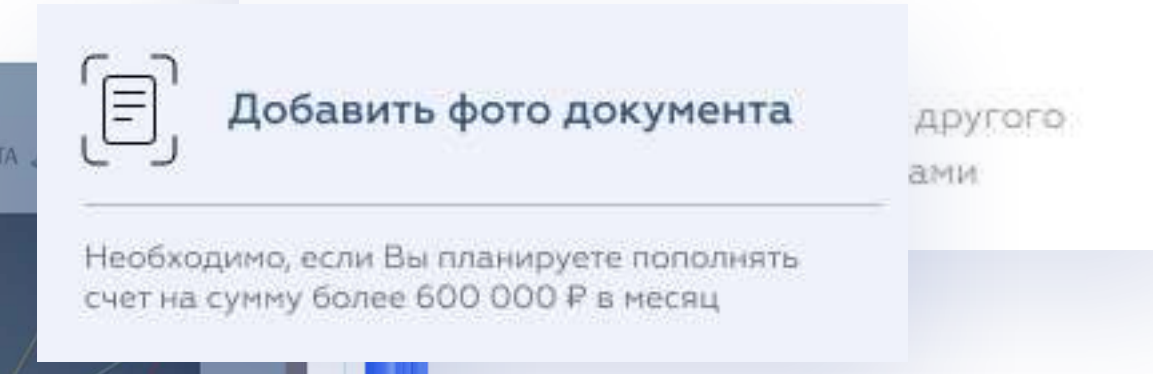 Добавить фото документа
другого
ами
Необходимо, если Вы планируете пополнять
счет на сумму более 600 000 ₽ в месяц